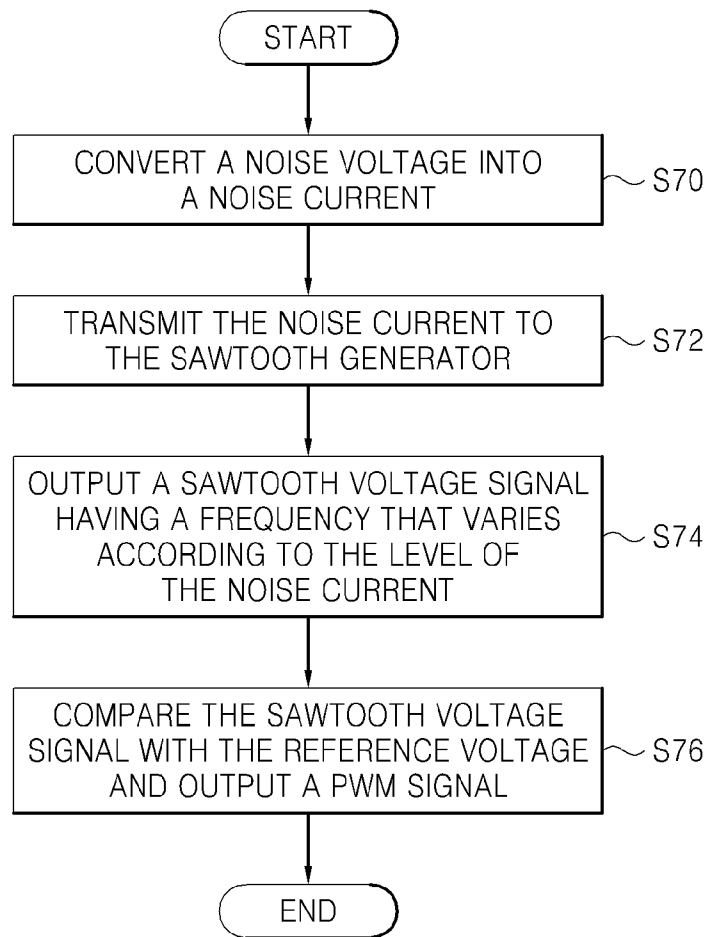 START
CONVERT A NOISE VOLTAGE INTO
A NOISE CURRENT
S70
TRANSMIT THE NOISE CURRENT TO
THE SAWTOOTH GENERATOR
S72
OUTPUT A SAWTOOTH VOLTAGE SIGNAL
HAVING A FREQUENCY THAT VARIES
ACCORDING TO THE LEVEL OF
THE NOISE CURRENT
S74
COMPARE THE SAWTOOTH VOLTAGE
SIGNAL WITH THE REFERENCE VOLTAGE
AND OUTPUT A PWM SIGNAL
S76
END